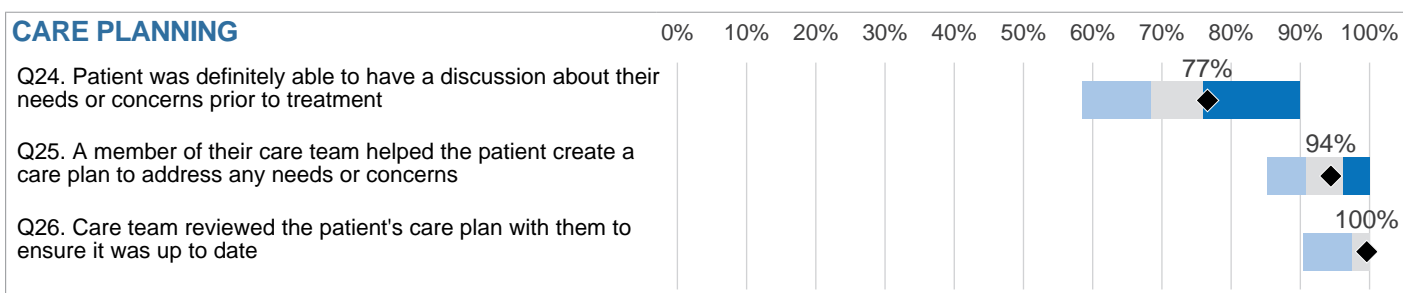 CARE PLANNING
0% 10% 20% 30% 40% 50% 60% 70% 80% 90% 100%
Q24. Patient was definitely able to have a discussion about their
needs or concerns prior to treatment
77%
Q25. A member of their care team helped the patient create a
care plan to address any needs or concerns
94%
Q26. Care team reviewed the patient's care plan with them to
ensure it was up to date
100%